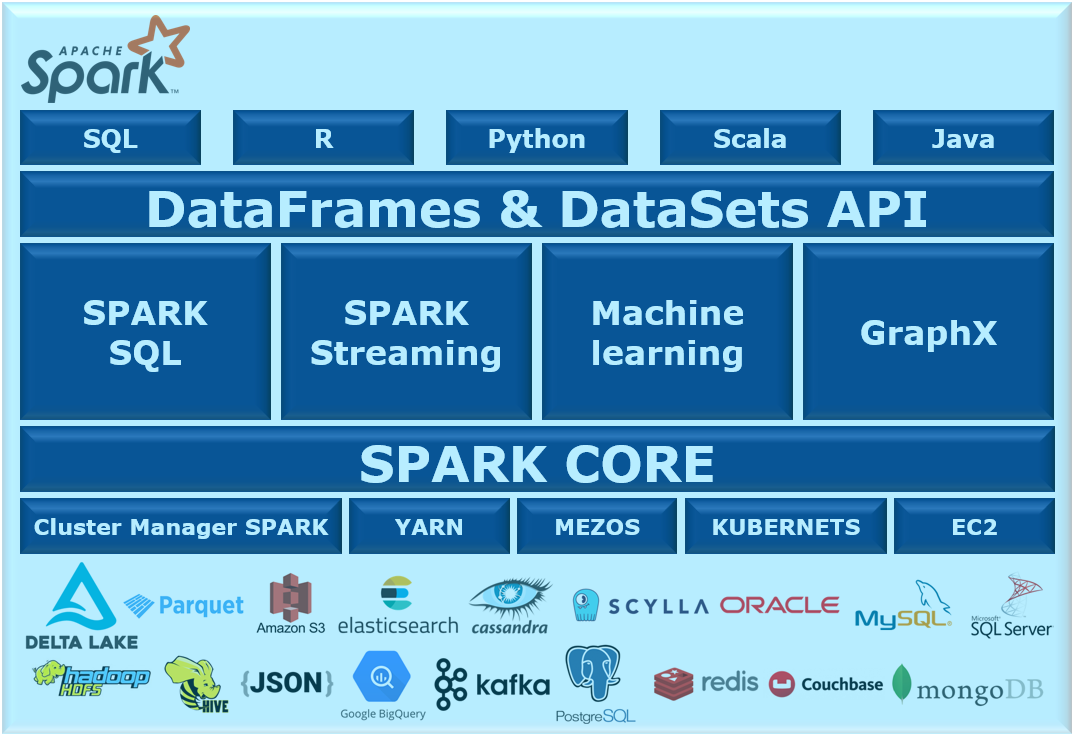 APACHE
Spark™
SQL
R
Python
Scala
Java
DataFrames & DataSets API
SPARK
SQL
SPARK
Streaming
Machine
learning
GraphX
SPARK CORE
Cluster Manager SPARK
YARN
MEZOS
KUBERNETS
EC2
DELTA LAKE
Parquet
Amazon S3
elasticsearch
cassandra
SCYLLA
ORACLE
MySQL®
Microsoft®
SQL Server®
hadoop
HDFS
HIVE
{JSON}
Google BigQuery
kafka
PostgreSQL
redis
Couchbase
mongoDB